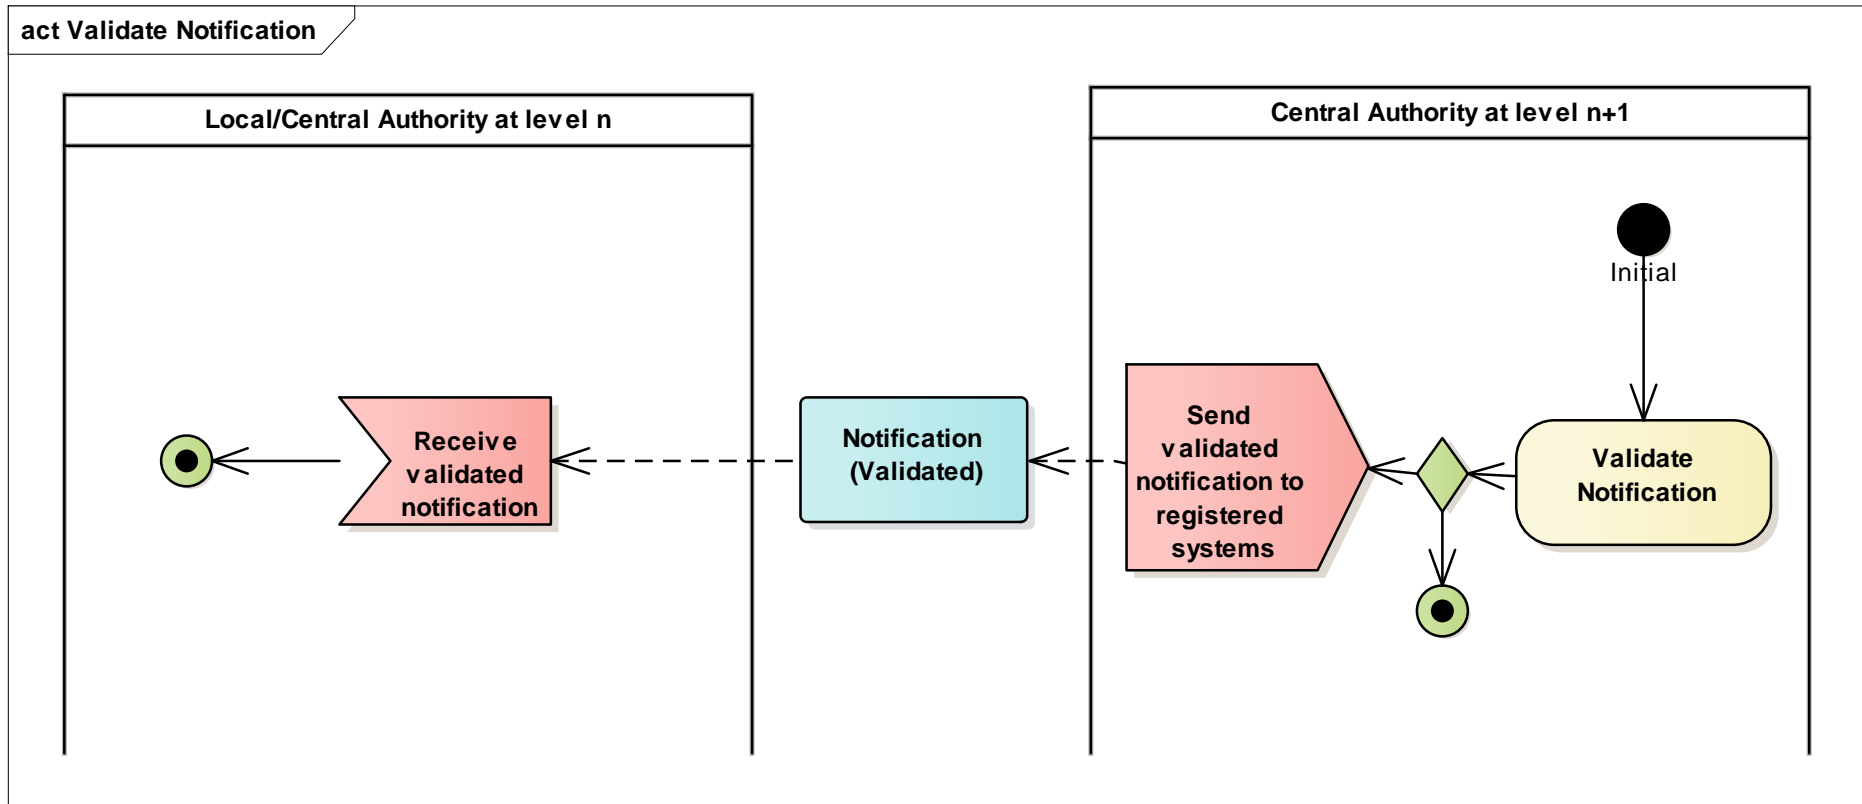 act Validate Notification
Local/Central Authority at level n
Central Authority at level n+1
Initial
Receive
validated
notification
Notification
(Validated)
Send
validated
notification to
registered
systems
Validate
Notification